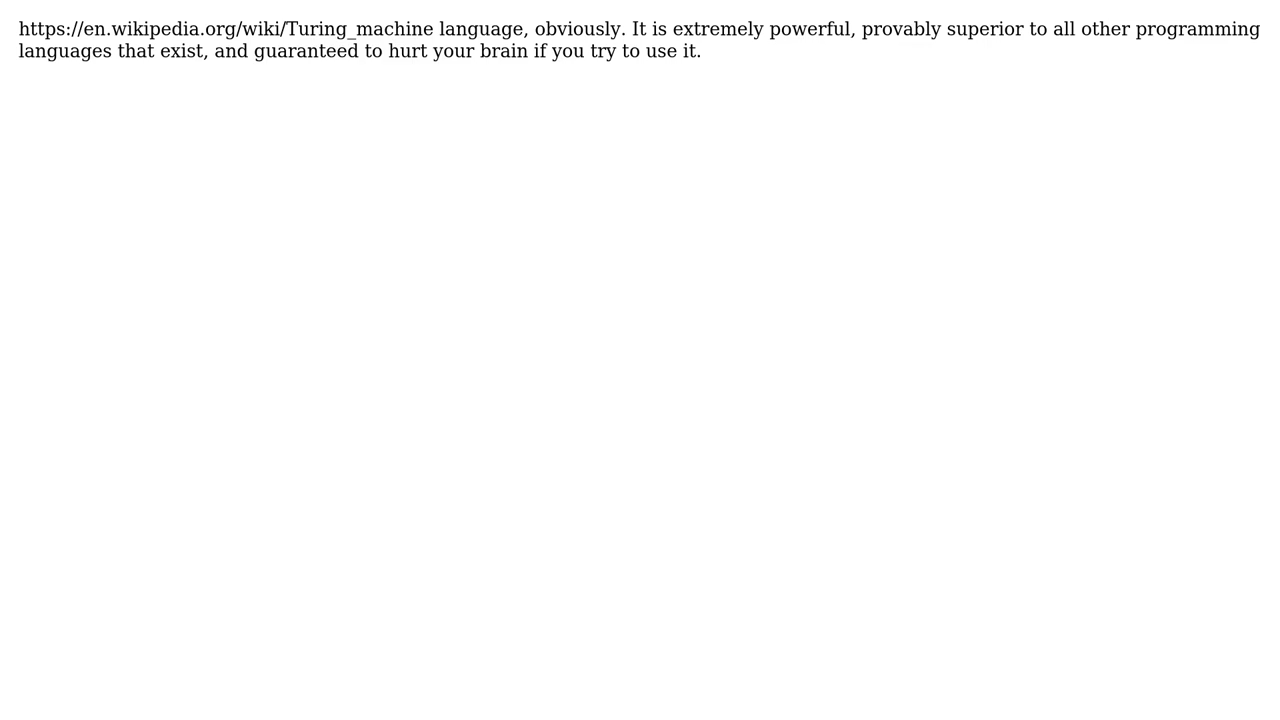 https://en.wikipedia.org/wiki/Turing_machine language, obviously. It is extremely powerful, provably superior to all other programming
languages that exist, and guaranteed to hurt your brain if you try to use it.